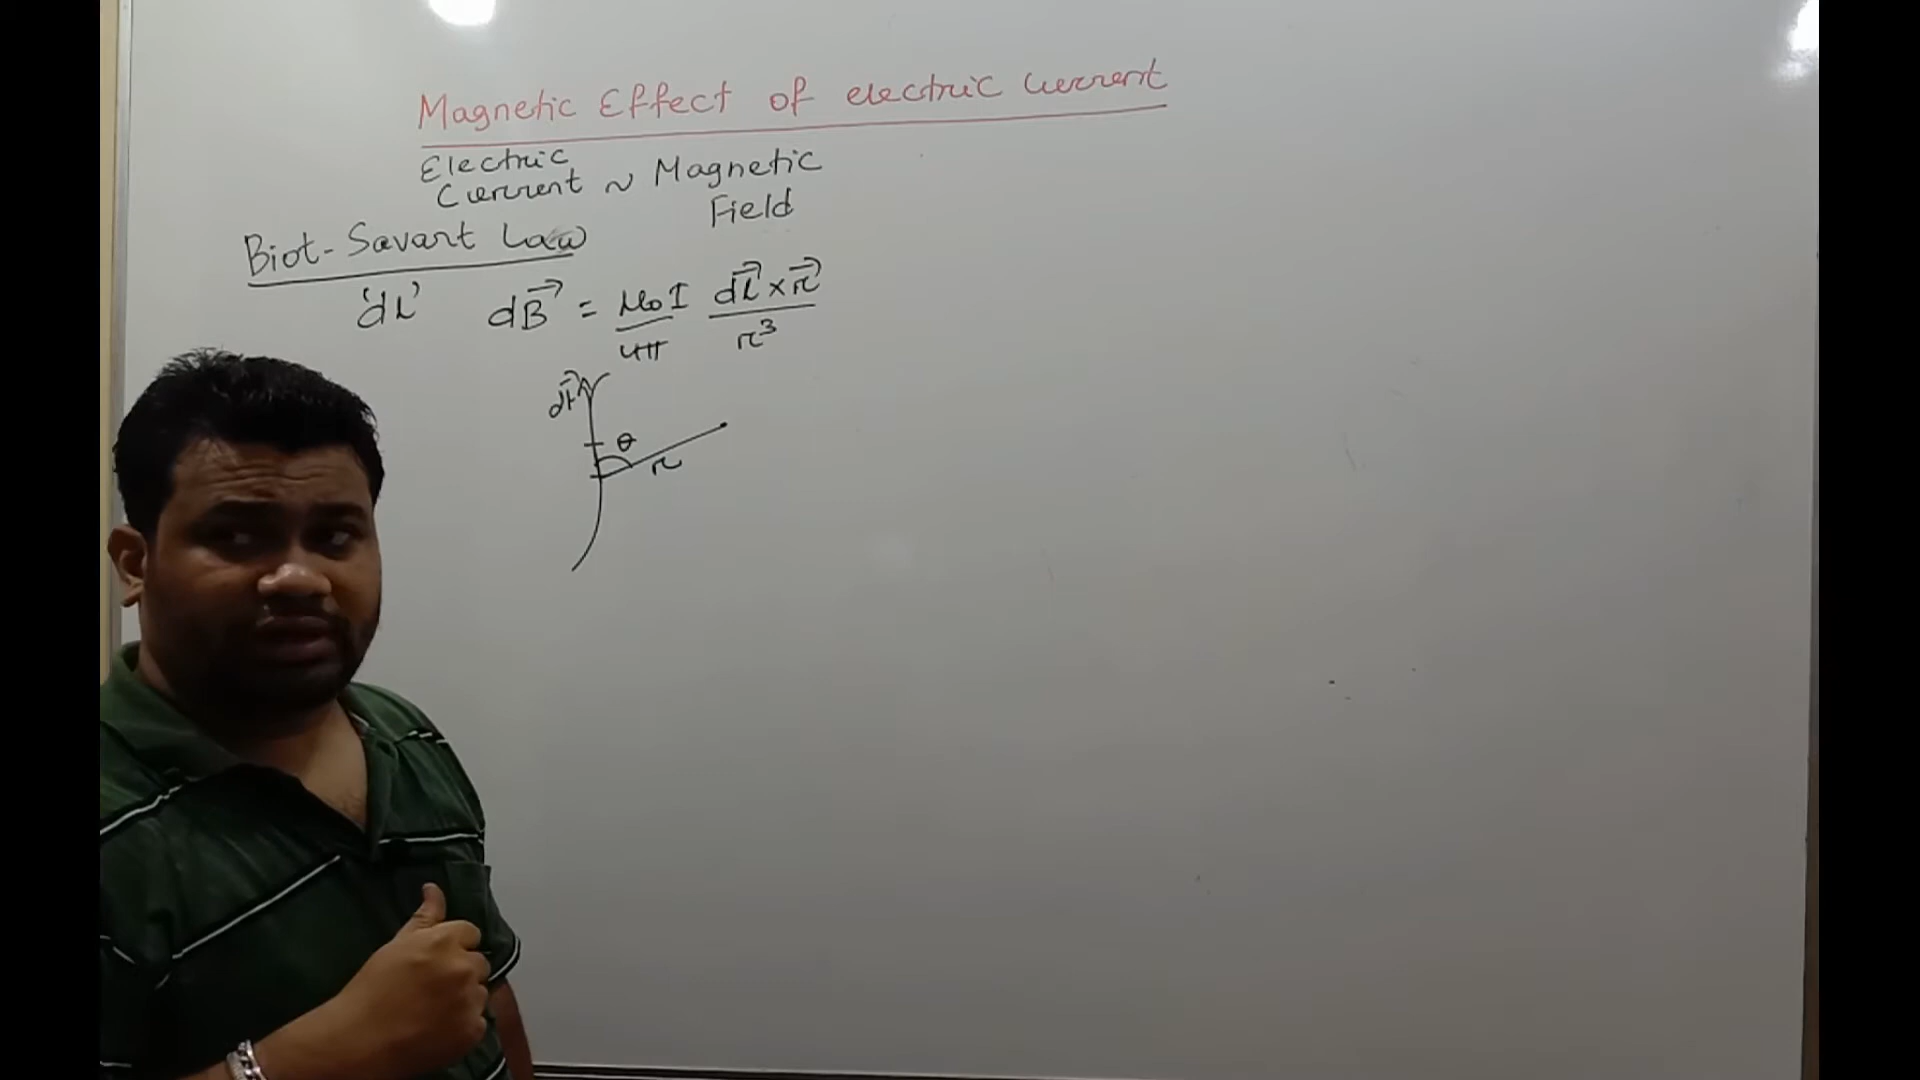 Magnetic Effect of electric current
Electric
Current ~ Magnetic
Field
Biot-Savart Law
'dL' dB→ = μ0I/4π dL→×r→/r³
dL→
θ
r